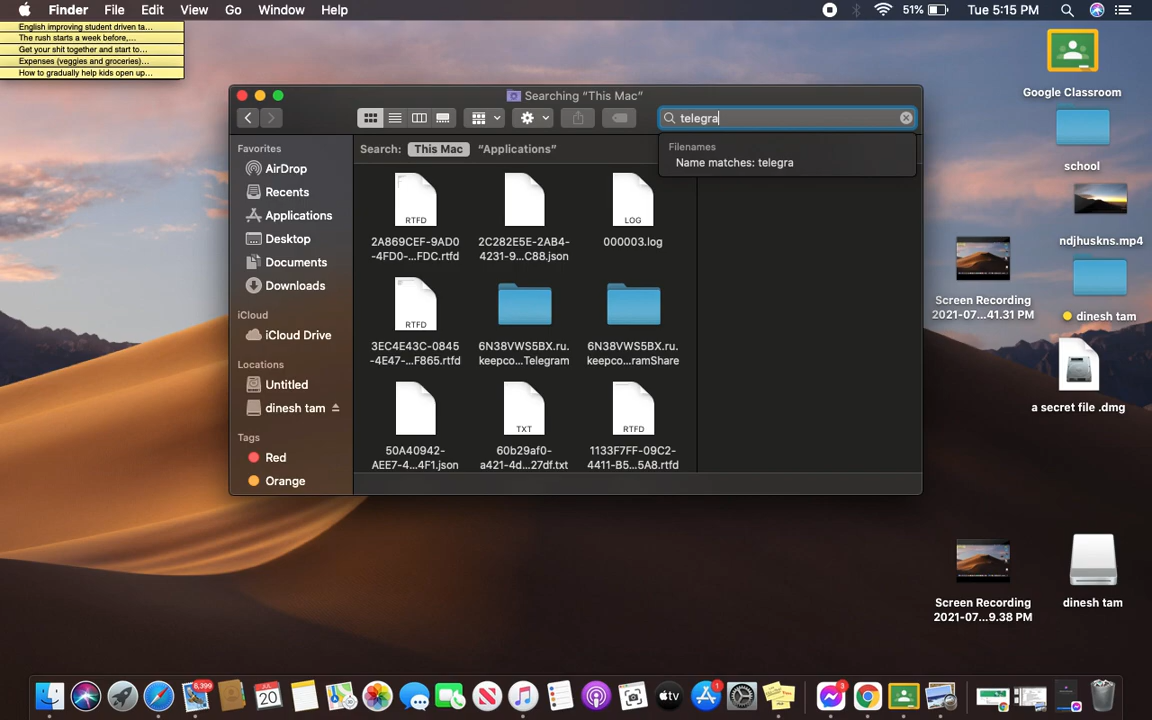 Finder File Edit View Go Window Help
51% Tue 5:15 PM
English improving student driven ta...
The rush starts a week before,...
Get your shit together and start to...
Expenses (veggies and groceries)...
How to gradually help kids open up...
Searching “This Mac”
telegra
Filenames
Name matches: telegra
Search: This Mac “Applications”
Favorites
AirDrop
Recents
Applications
Desktop
Documents
Downloads
iCloud
iCloud Drive
Locations
Untitled
dinesh tam
Tags
Red
Orange
RTFD
2A869CEF-9AD0
-4FD0-...FDC.rtfd
2C282E5E-2AB4-
4231-9...C88.json
LOG
000003.log
RTFD
3EC4E43C-0845
-4E47-...F865.rtfd
6N38VWS5BX.ru.
keepco...Telegram
6N38VWS5BX.ru.
keepco...ramShare
50A40942-
AEE7-4...4F1.json
TXT
60b29af0-
a421-4d...27df.txt
RTFD
1133F7FF-09C2-
4411-B5...5A8.rtfd
Google Classroom
school
ndjhuskns.mp4
Screen Recording
2021-07...41.31 PM
dinesh tam
a secret file .dmg
Screen Recording
2021-07...9.38 PM
dinesh tam
8,399
JUL
20
tv
1
3